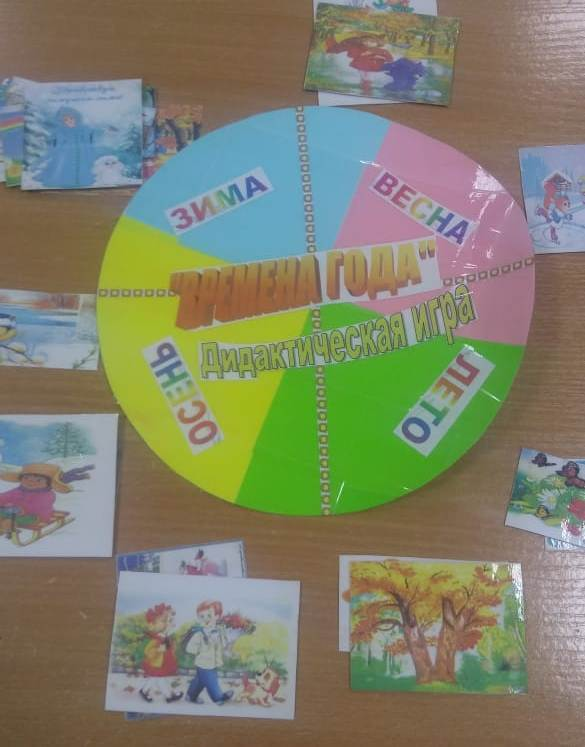 ЗИМА
ВЕСНА
"ВРЕМЕНА ГОДА"
Дидактическая игра
ОСЕНЬ
ЛЕТО